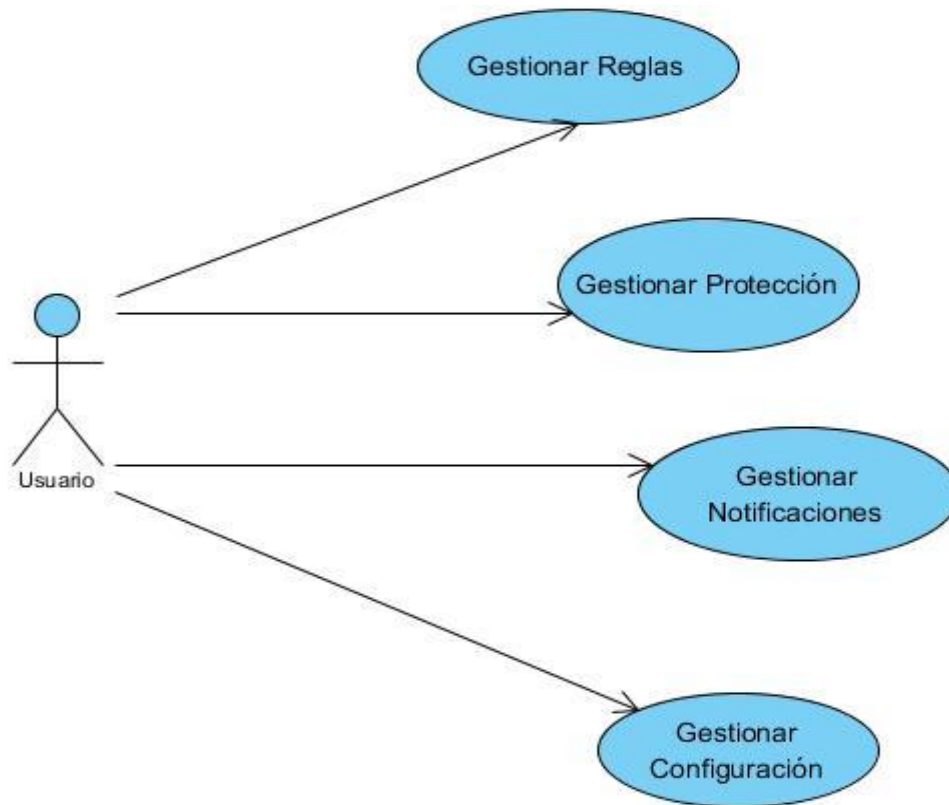 Gestionar Reglas
Gestionar Protección
Usuario
Gestionar
Notificaciones
Gestionar
Configuración